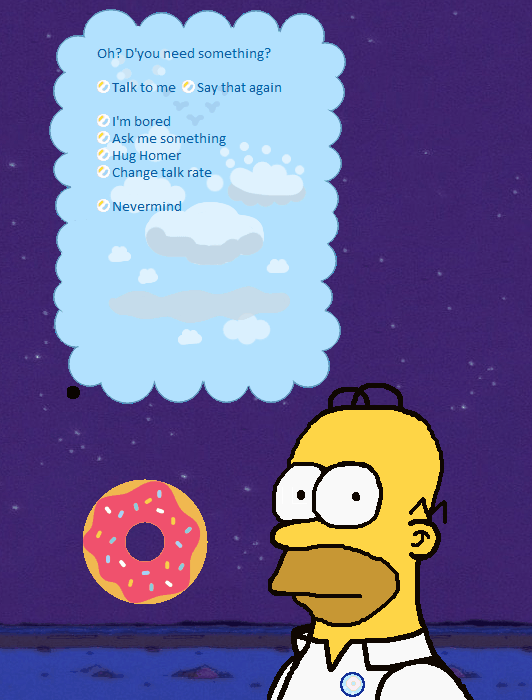 Oh? D'you need something?
Talk to me Say that again
I'm bored
Ask me something
Hug Homer
Change talk rate
Nevermind